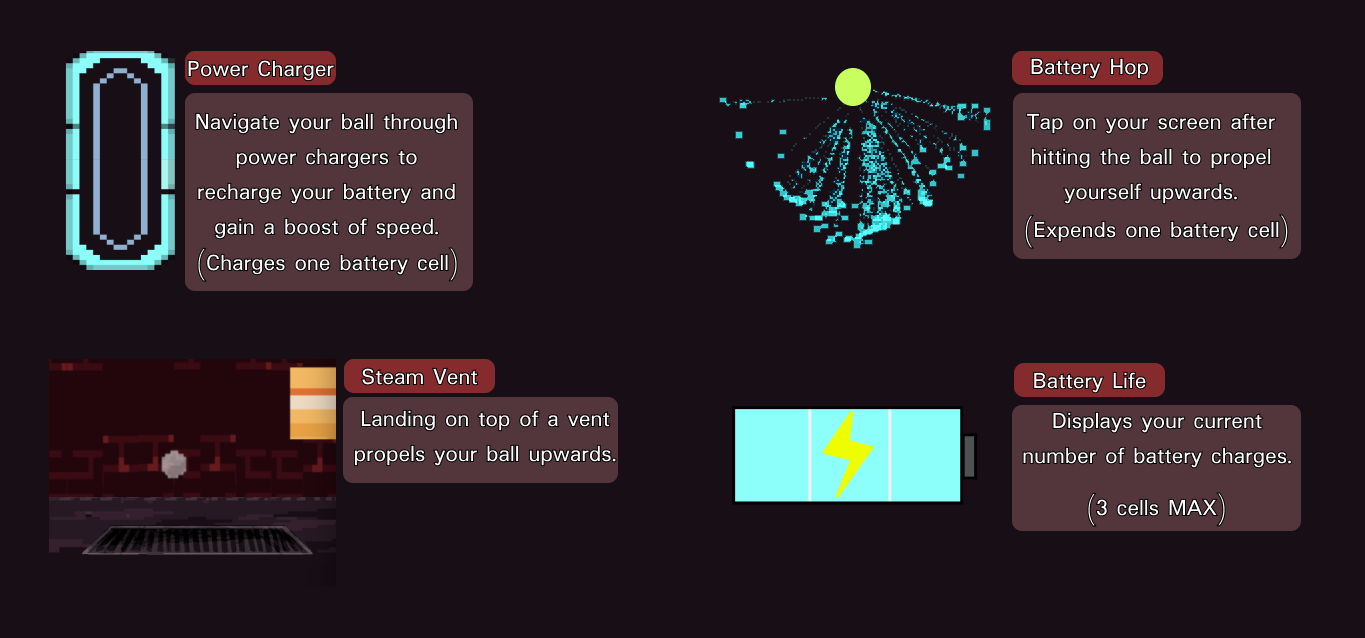 Power Charger
Navigate your ball through
power chargers to
recharge your battery and
gain a boost of speed.
(Charges one battery cell)
Battery Hop
Tap on your screen after
hitting the ball to propel
yourself upwards.
(Expends one battery cell)
Steam Vent
Landing on top of a vent
propels your ball upwards.
Battery Life
Displays your current
number of battery charges.
(3 cells MAX)